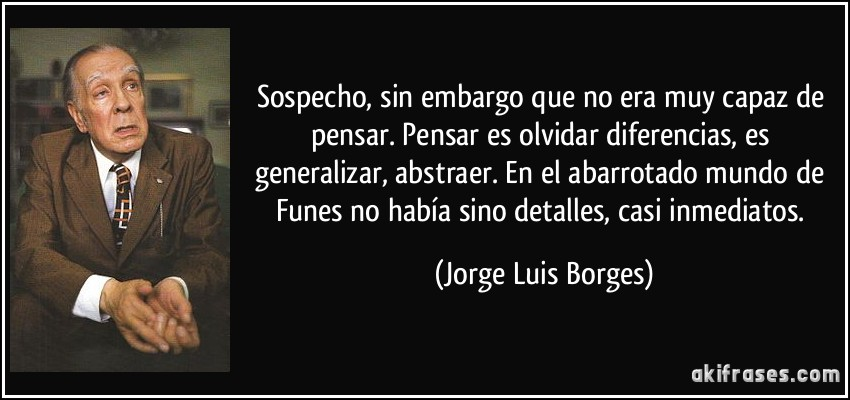 Sospecho, sin embargo que no era muy capaz de
pensar. Pensar es olvidar diferencias, es
generalizar, abstraer. En el abarrotado mundo de
Funes no había sino detalles, casi inmediatos.
(Jorge Luis Borges)
akifrases.com